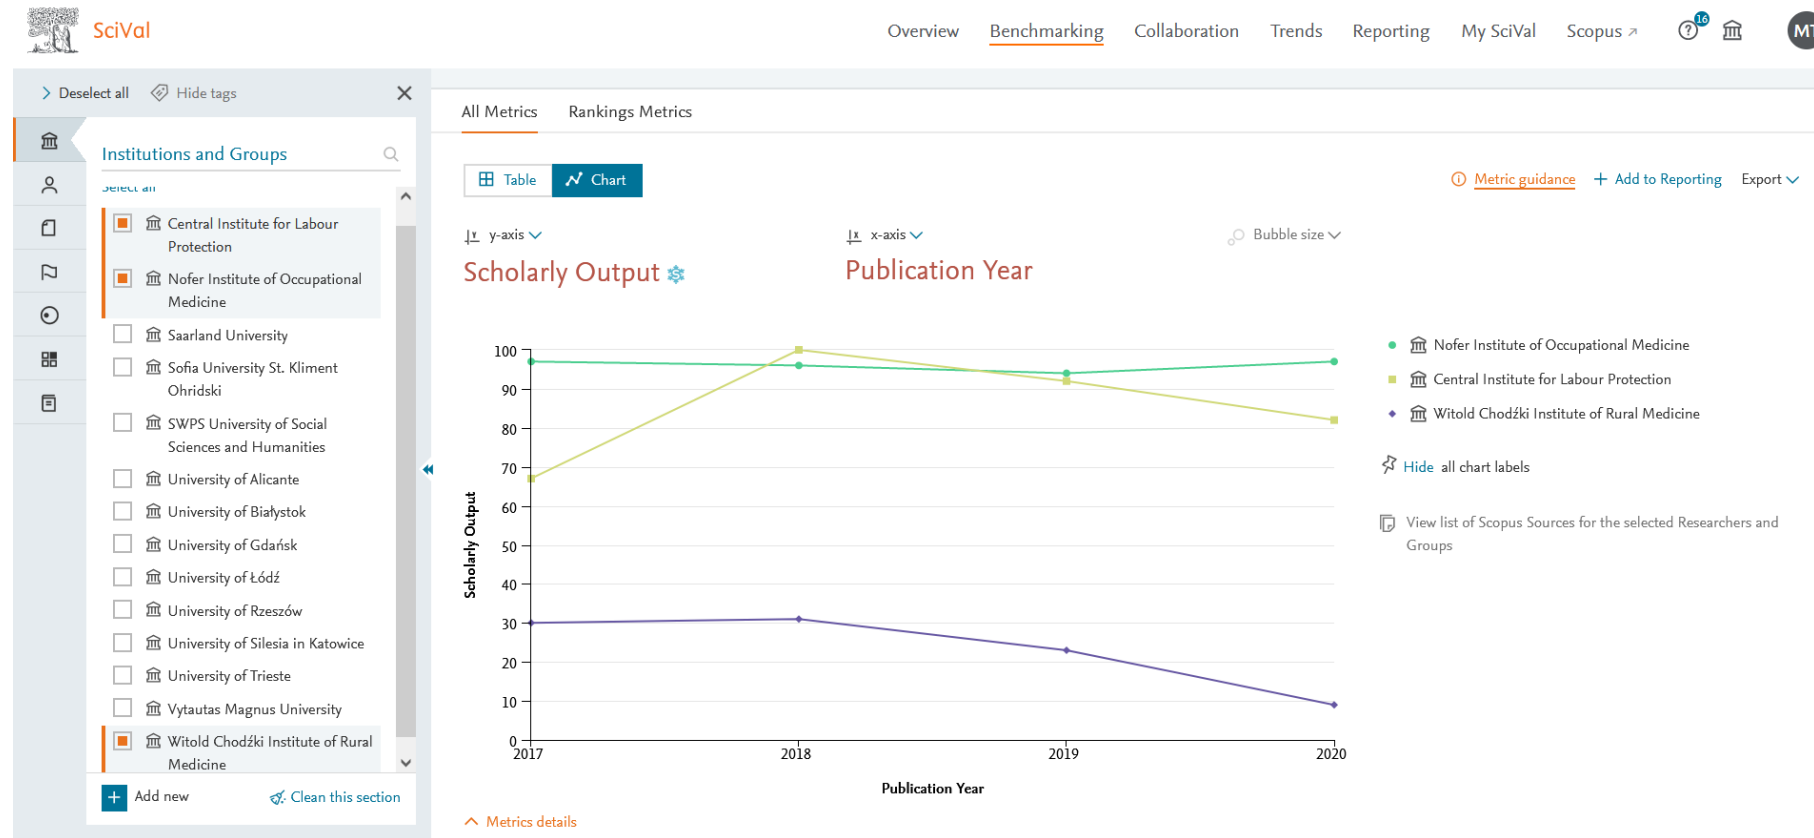 SciVal
Overview Benchmarking Collaboration Trends Reporting My SciVal Scopus 16 MT
Deselect all Hide tags
Institutions and Groups
Select all
Central Institute for Labour
Protection
Nofer Institute of Occupational
Medicine
Saarland University
Sofia University St. Kliment
Ohridski
SWPS University of Social
Sciences and Humanities
University of Alicante
University of Białystok
University of Gdańsk
University of Łódź
University of Rzeszów
University of Silesia in Katowice
University of Trieste
Vytautas Magnus University
Witold Chodźki Institute of Rural
Medicine
Add new Clean this section
All Metrics Rankings Metrics
Table Chart
Metric guidance + Add to Reporting Export
y-axis x-axis Bubble size
Scholarly Output Publication Year
100
90
80
70
60
50
40
30
20
10
0
Scholarly Output
2017 2018 2019 2020
Publication Year
Nofer Institute of Occupational Medicine
Central Institute for Labour Protection
Witold Chodźki Institute of Rural Medicine
Hide all chart labels
View list of Scopus Sources for the selected Researchers and
Groups
Metrics details